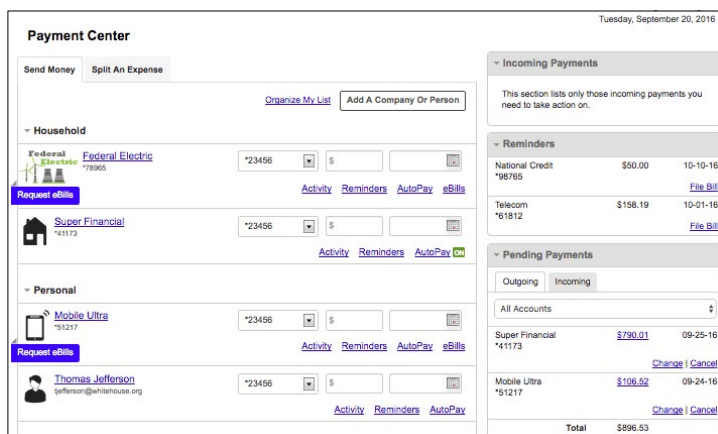 Tuesday, September 20, 2016
Payment Center
Send Money Split An Expense
Organize My List Add A Company Or Person
Household
Federal Electric
Federal Electric
*78965
*23456 $
Activity Reminders AutoPay eBills
Request eBills
Super Financial
*41173
*23456 $
Activity Reminders AutoPay ON
Personal
Mobile Ultra
*51217
*23456 $
Activity Reminders AutoPay eBills
Request eBills
Thomas Jefferson
tjefferson@whitehouse.org
*23456 $
Activity Reminders AutoPay
Incoming Payments
This section lists only those incoming payments you
need to take action on.
Reminders
National Credit $50.00 10-10-16
*98765
File Bill
Telecom $158.19 10-01-16
*61812
File Bill
Pending Payments
Outgoing Incoming
All Accounts
Super Financial $790.01 09-25-16
*41173
Change | Cancel
Mobile Ultra $106.52 09-24-16
*51217
Change | Cancel
Total $896.53